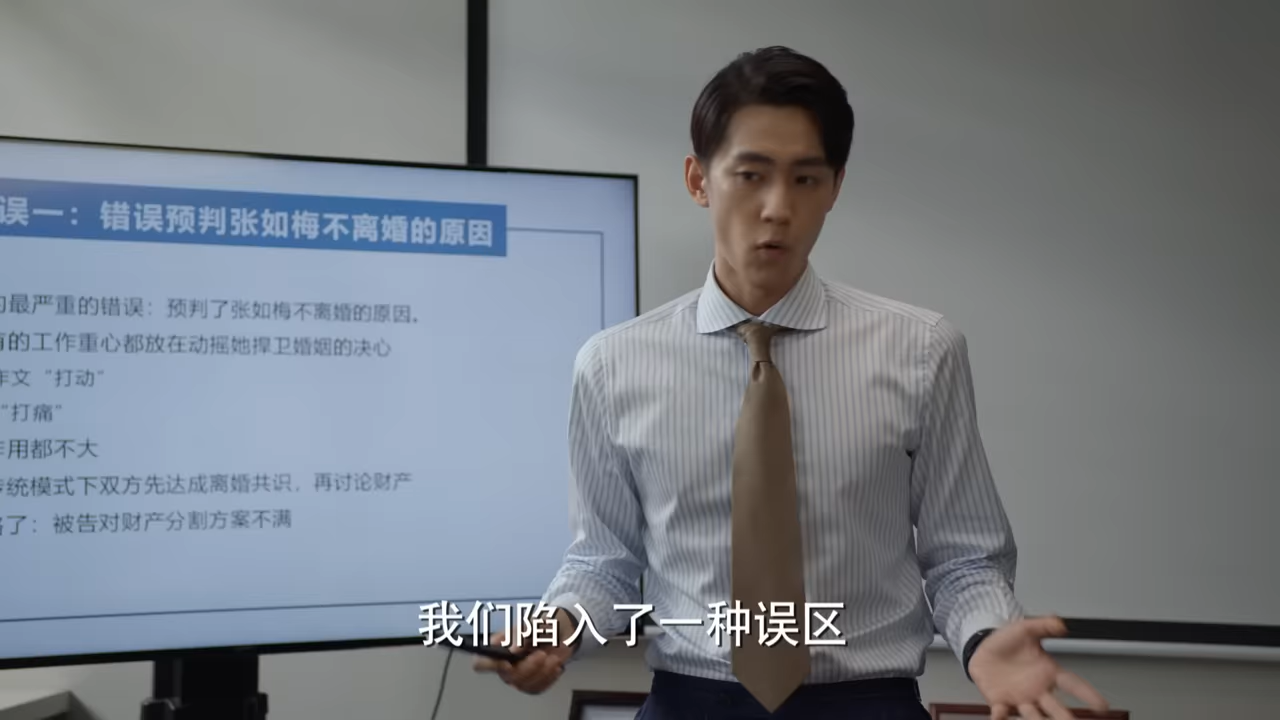 误一：错误预判张如梅不离婚的原因
的最严重的错误：预判了张如梅不离婚的原因。
有的工作重心都放在动摇她捍卫婚姻的决心
作文“打动”
“打痛”
作用都不大
传统模式下双方先达成离婚共识，再讨论财产
略了：被告对财产分割方案不满
我们陷入了一种误区